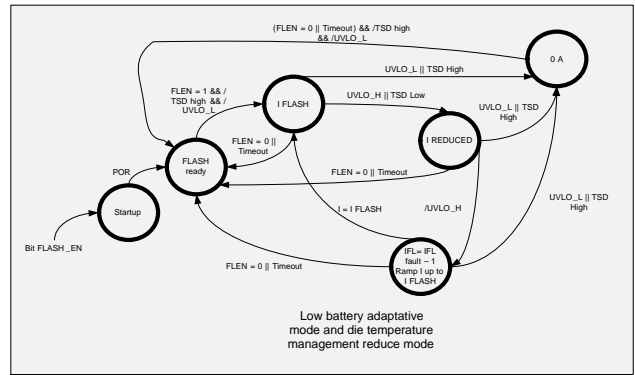 (FLEN = 0 || Timeout) && /TSD high
&& /UVLO_L
0 A
UVLO_L || TSD High
FLEN = 1 && /
TSD high && /
UVLO_L
I FLASH
UVLO_H || TSD Low
UVLO_L || TSD
High
I REDUCED
FLEN = 0 ||
Timeout
FLASH
ready
POR
FLEN = 0 || Timeout
Startup
I = I FLASH
/UVLO_H
UVLO_L || TSD
High
Bit FLASH _EN
IFL= IFL
fault – 1
Ramp I up to
I FLASH
FLEN = 0 || Timeout
Low battery adaptative
mode and die temperature
management reduce mode